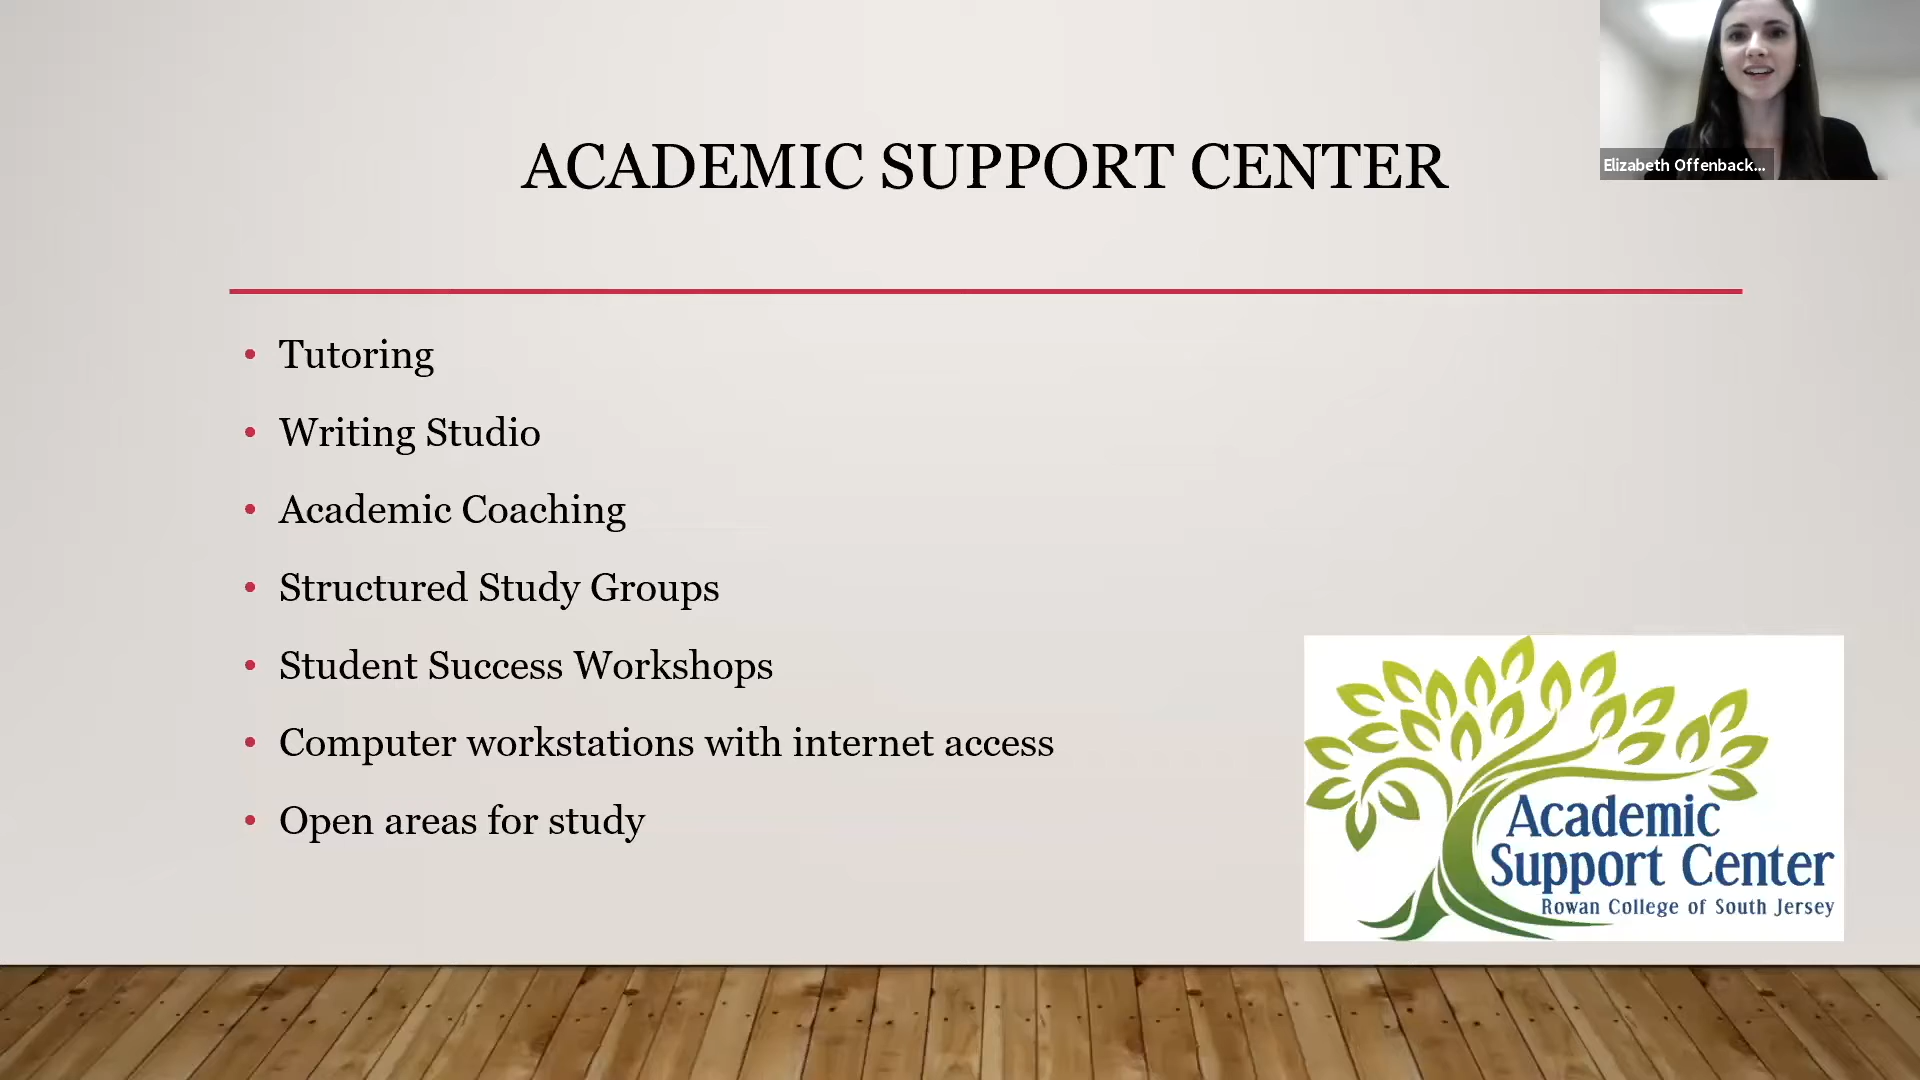 ACADEMIC SUPPORT CENTER
Elizabeth Offenback...
• Tutoring
• Writing Studio
• Academic Coaching
• Structured Study Groups
• Student Success Workshops
• Computer workstations with internet access
• Open areas for study
Academic
Support Center
Rowan College of South Jersey